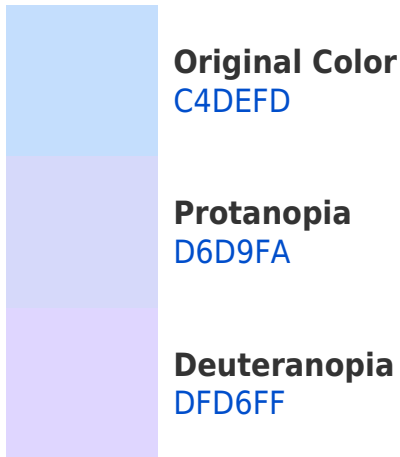 Original Color
C4DEFD
Protanopia
D6D9FA
Deuteranopia
DFD6FF